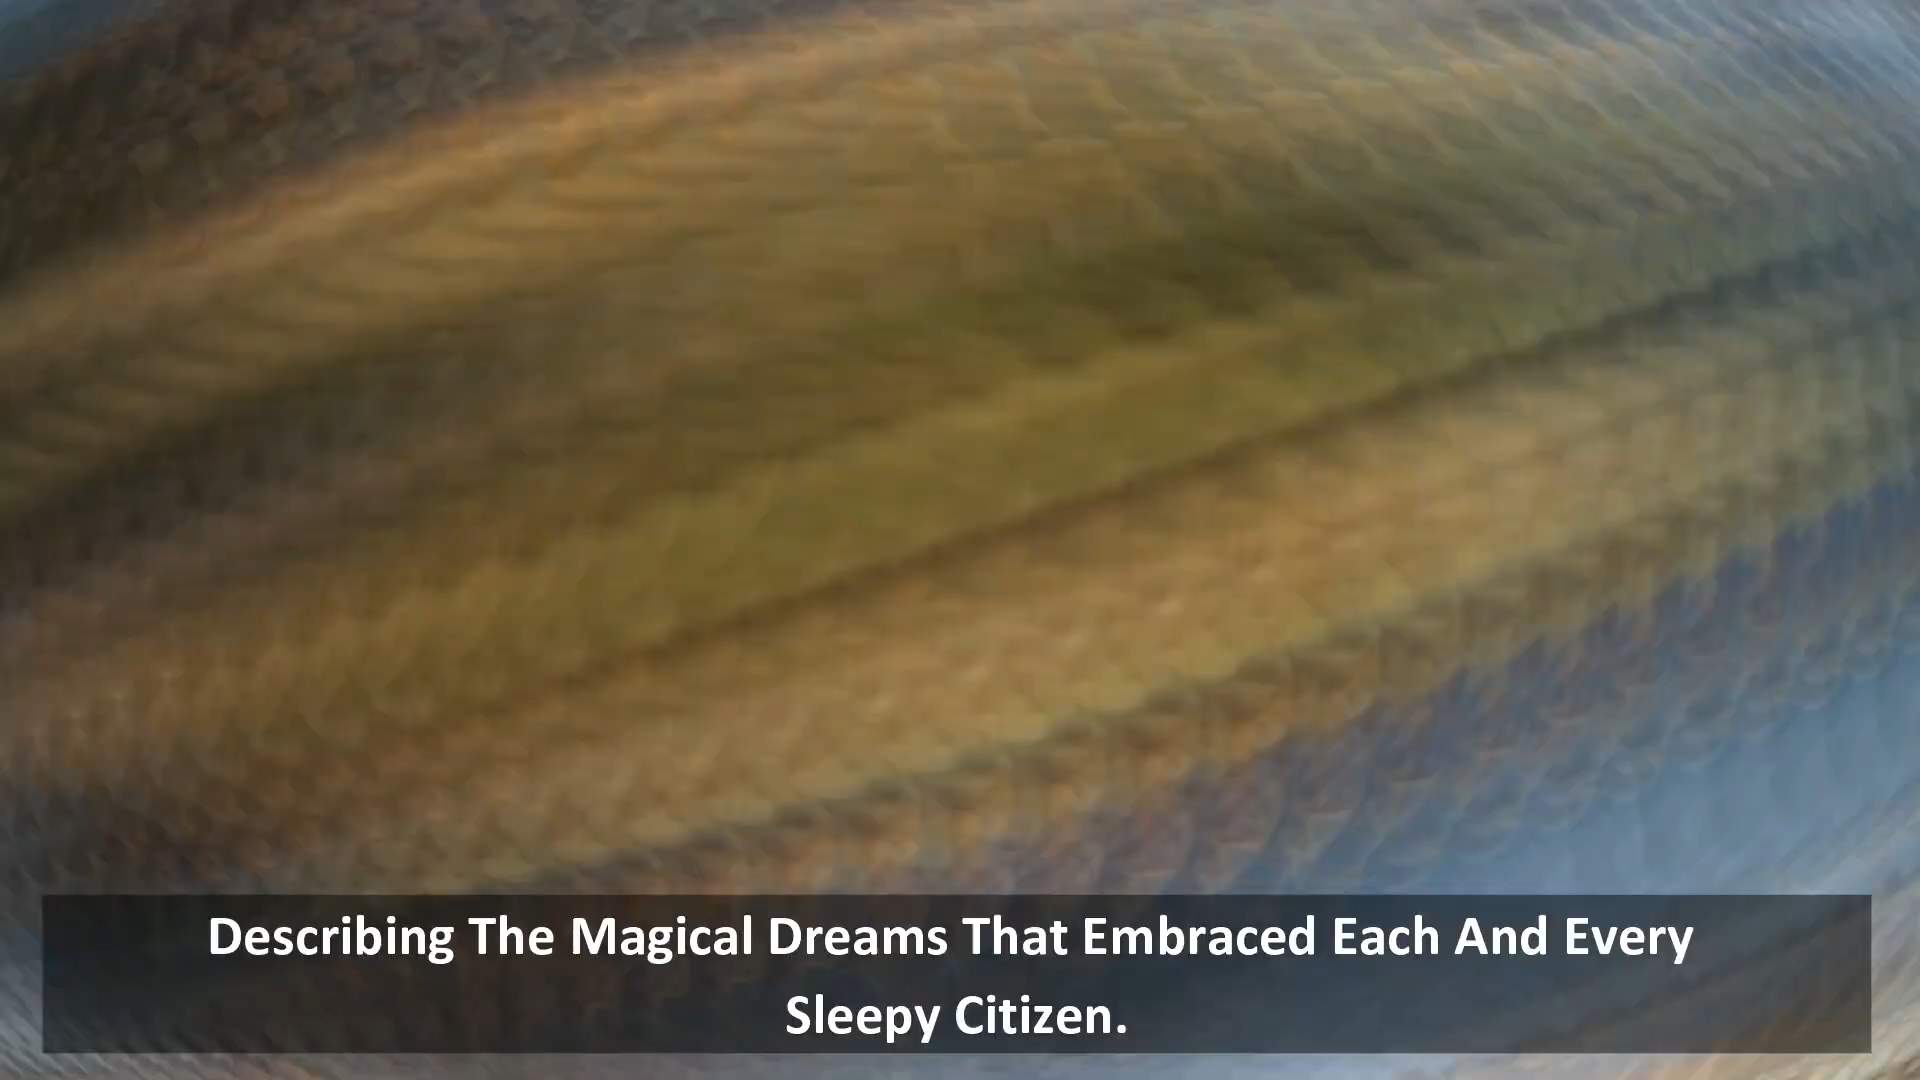 Describing The Magical Dreams That Embraced Each And Every
Sleepy Citizen.